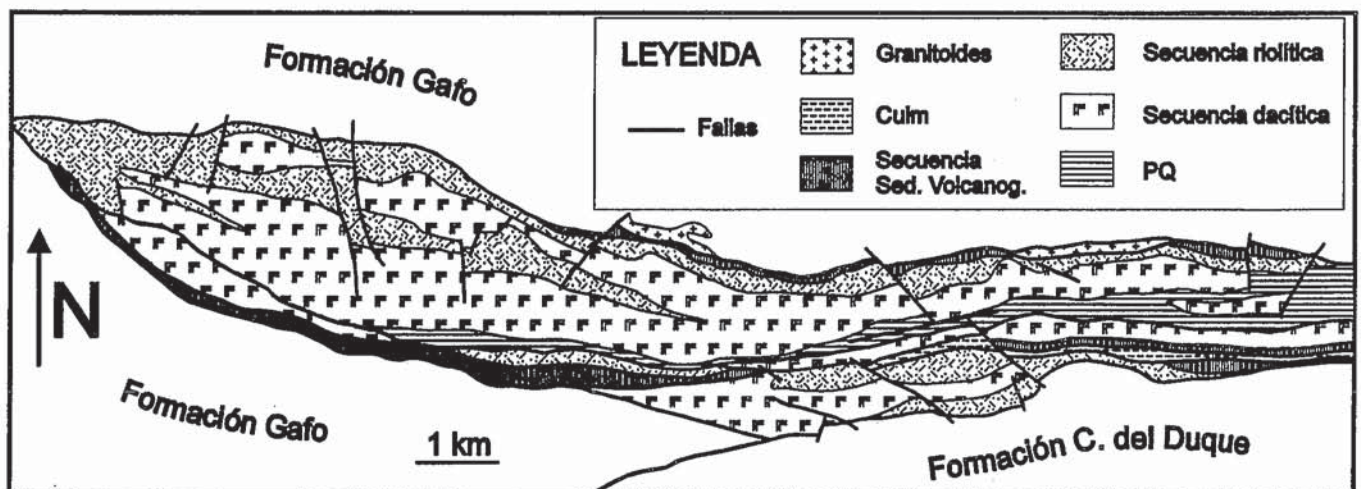 Formación Gafo
LEYENDA
Fallas
Granitoides
Culm
Secuencia
Sed. Volcanog.
Secuencia riolítica
Secuencia dacítica
PQ
N
Formación Gafo
1 km
Formación C. del Duque